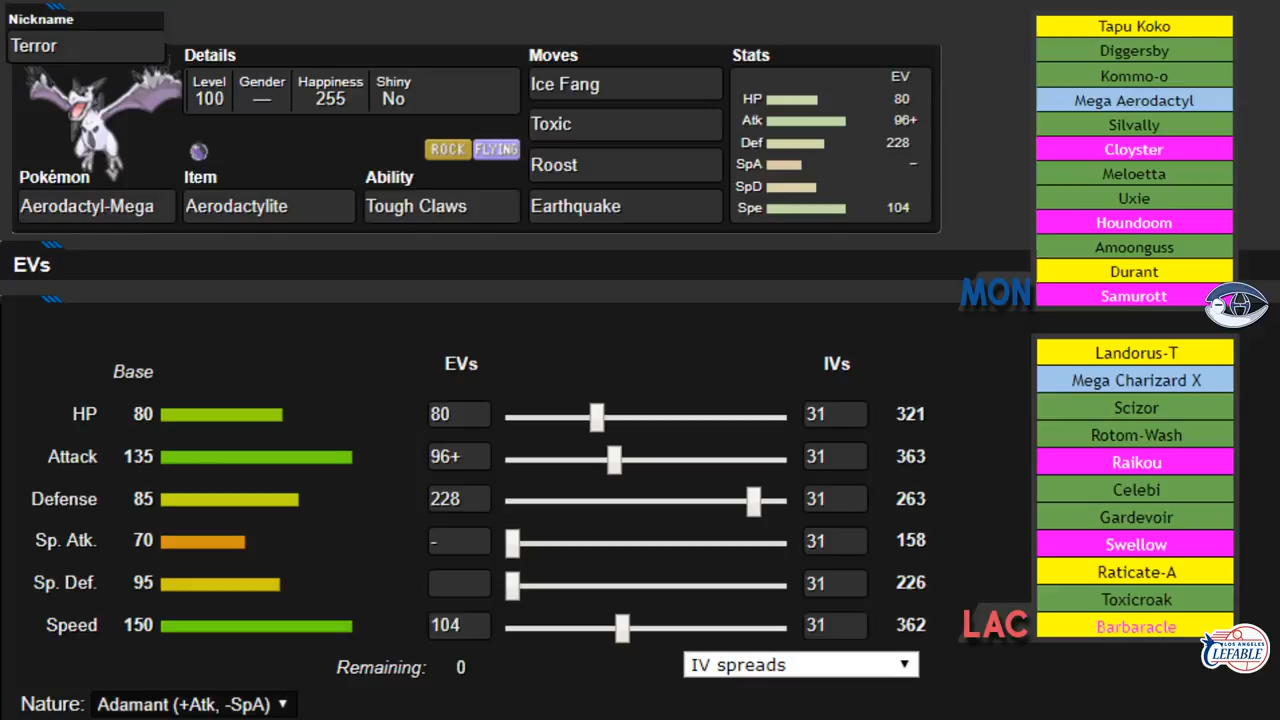 Nickname
Terror
Details
Level
100
Gender
—
Happiness
255
Shiny
No
ROCK FLYING
Pokémon
Aerodactyl-Mega
Item
Aerodactylite
Ability
Tough Claws
Moves
Ice Fang
Toxic
Roost
Earthquake
Stats
EV
HP 80
Atk 96+
Def 228
SpA –
SpD
Spe 104
EVs
Base EVs IVs
HP 80 80 31 321
Attack 135 96+ 31 363
Defense 85 228 31 263
Sp. Atk. 70 - 31 158
Sp. Def. 95 31 226
Speed 150 104 31 362
Remaining: 0
IV spreads
Nature: Adamant (+Atk, -SpA)
Tapu Koko
Diggersby
Kommo-o
Mega Aerodactyl
Silvally
Cloyster
Meloetta
Uxie
Houndoom
Amoonguss
Durant
Samurott
MON
Landorus-T
Mega Charizard X
Scizor
Rotom-Wash
Raikou
Celebi
Gardevoir
Swellow
Raticate-A
Toxicroak
Barbaracle
LAC
LOS ANGELES
CLEFABLE